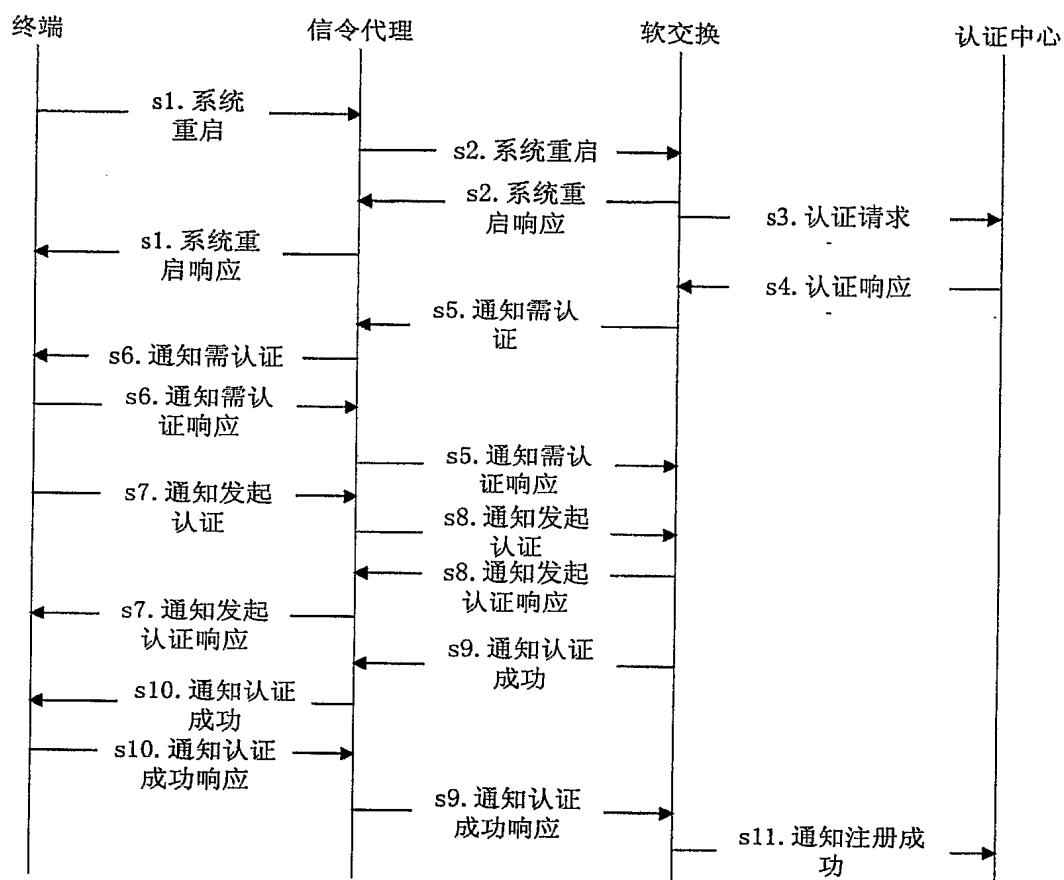 终端
信令代理
软交换
认证中心
s1.系统
重启
s2.系统重启
s2.系统重
启响应
s3.认证请求
s1.系统重
启响应
s4.认证响应
s5.通知需认
证
s6.通知需认证
s6.通知需认
证响应
s5.通知需认
证响应
s7.通知发起
认证
s8.通知发起
认证
s8.通知发起
认证响应
s7.通知发起
认证响应
s9.通知认证
成功
s10.通知认证
成功
s10.通知认证
成功响应
s9.通知认证
成功响应
s11.通知注册成
功